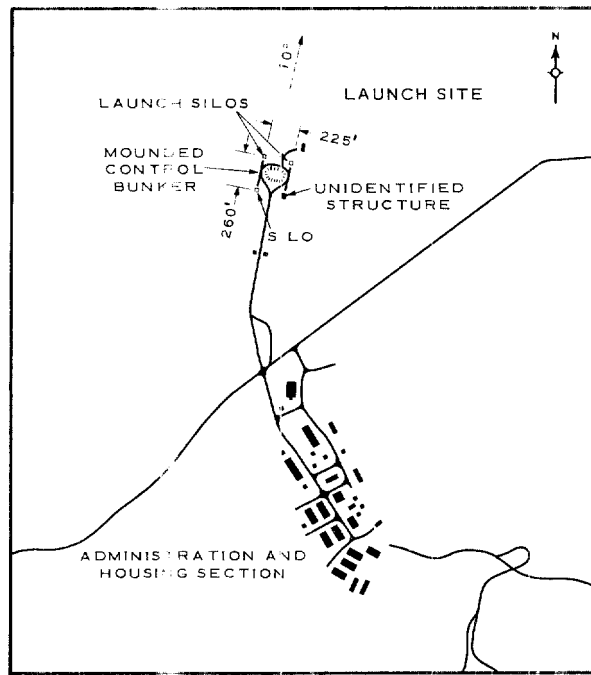 N
10°
LAUNCH SITE
LAUNCH SILOS
225'
MOUNDED
CONTROL
BUNKER
UNIDENTIFIED
STRUCTURE
260'
SILO
ADMINISTRATION AND
HOUSING SECTION